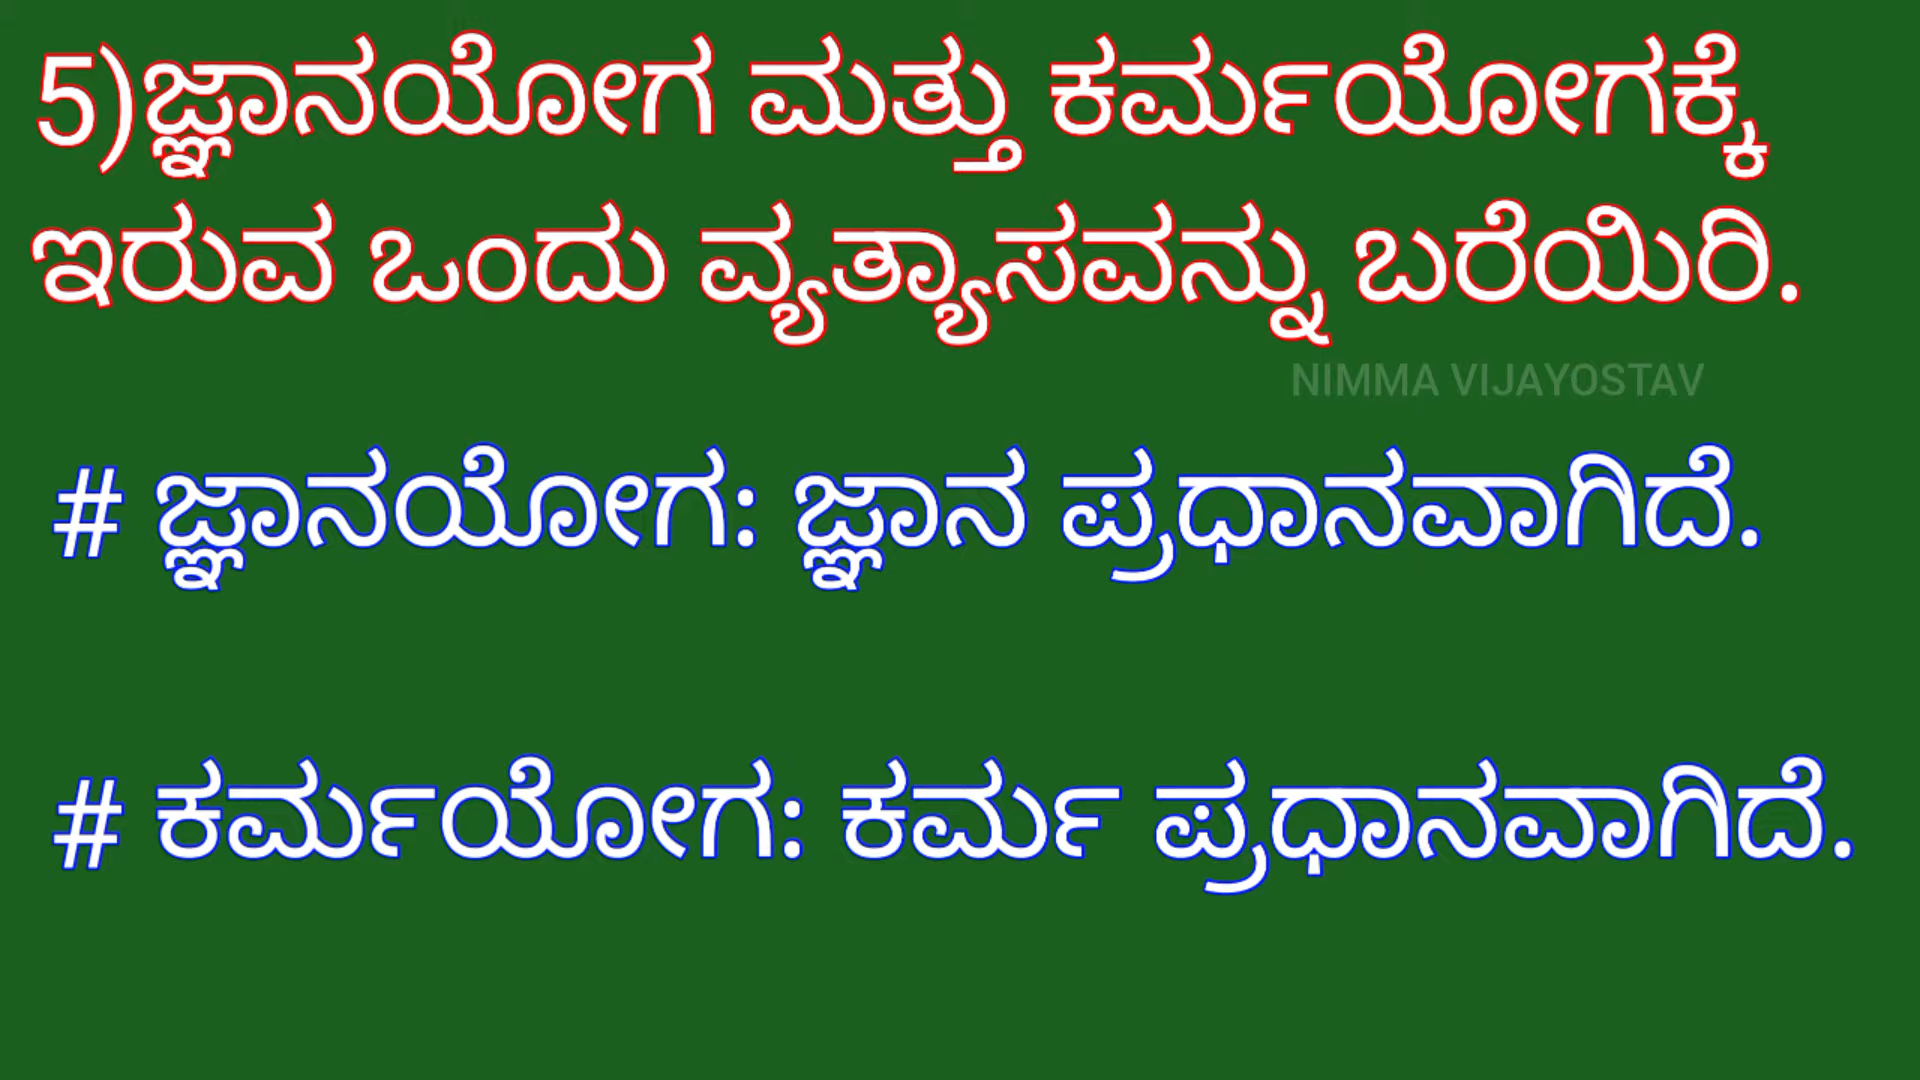 5)ಜ್ಞಾನಯೋಗ ಮತ್ತು ಕರ್ಮಯೋಗಕ್ಕೆ
ಇರುವ ಒಂದು ವ್ಯತ್ಯಾಸವನ್ನು ಬರೆಯಿರಿ.
NIMMA VIJAYOSTAV
# ಜ್ಞಾನಯೋಗ: ಜ್ಞಾನ ಪ್ರಧಾನವಾಗಿದೆ.
# ಕರ್ಮಯೋಗ: ಕರ್ಮ ಪ್ರಧಾನವಾಗಿದೆ.